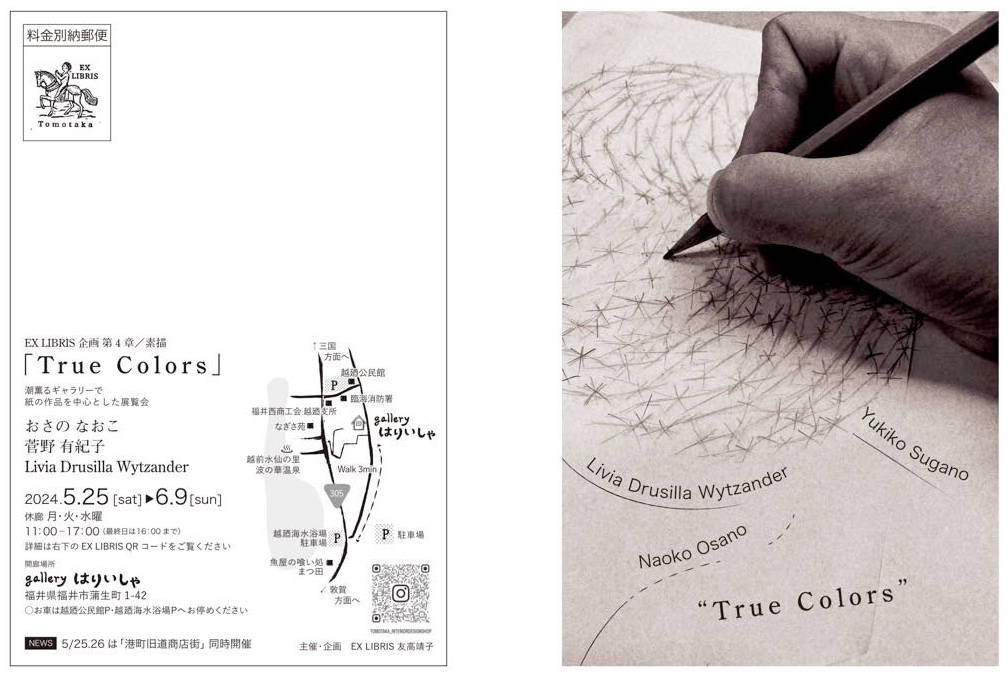 料金別納郵便
EX
LIBRIS
Tomotaka
EX LIBRIS 企画 第4章／素描
「True Colors」
潮薫るギャラリーで
紙の作品を中心とした展覧会
おさの なおこ
菅野 有紀子
Livia Drusilla Wytzander
2024.5.25 [sat] ▶6.9[sun]
休廊 月・火・水曜
11:00−17:00（最終日は16:00まで）
詳細は右下の EX LIBRIS QR コードをご覧ください
開廊場所
gallery はりいしゃ
福井県福井市蒲生町 1-42
○お車は越廼公民館P・越廼海水浴場Pへお停めください
NEWS 5/25.26 は「港町旧道商店街」同時開催
↑三国
方面へ
越廼公民館
P
臨海消防署
福井西商工会 越廼支所
なぎさ苑
gallery
はりいしゃ
越前水仙の里
波の華温泉
Walk 3min
305
越廼海水浴場
駐車場
P
P 駐車場
魚屋の喰い処
まつ田
↙敦賀
方面へ
TOMOTAKA_INTERIORDESIGNSHOP
主催・企画 EX LIBRIS 友高靖子
Yukiko Sugano
Livia Drusilla Wytzander
Naoko Osano
“True Colors”